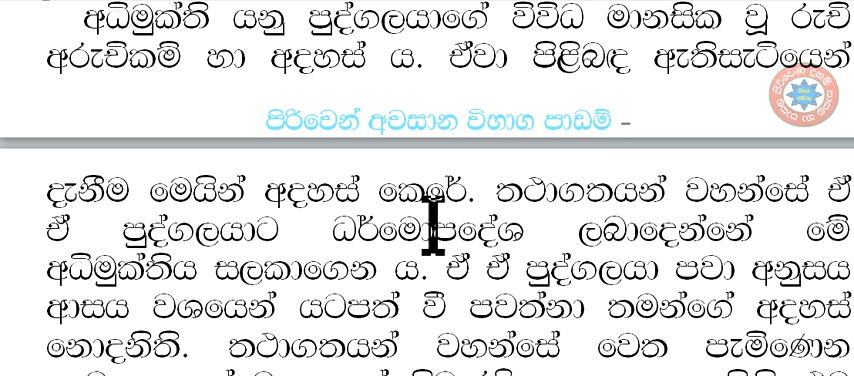 අධිමුක්ති යනු පුද්ගලයාගේ විවිධ මානසික වූ රුචි
අරුචිකම් හා අදහස් ය. ඒවා පිළිබඳ ඇතිසැටියෙන්
පිරිවෙන් අවසාන විභාග පාඩම් -
දැනීම මෙයින් අදහස් කෙරේ. තථාගතයන් වහන්සේ ඒ
ඒ පුද්ගලයාට ධර්මෝපදේශ ලබාදෙන්නේ මේ
අධිමුක්තිය සලකාගෙන ය. ඒ ඒ පුද්ගලයා පවා අනුසය
ආසය වශයෙන් යටපත් වී පවත්නා තමන්ගේ අදහස්
නොදනිති. තථාගතයන් වහන්සේ වෙත පැමිණෙන